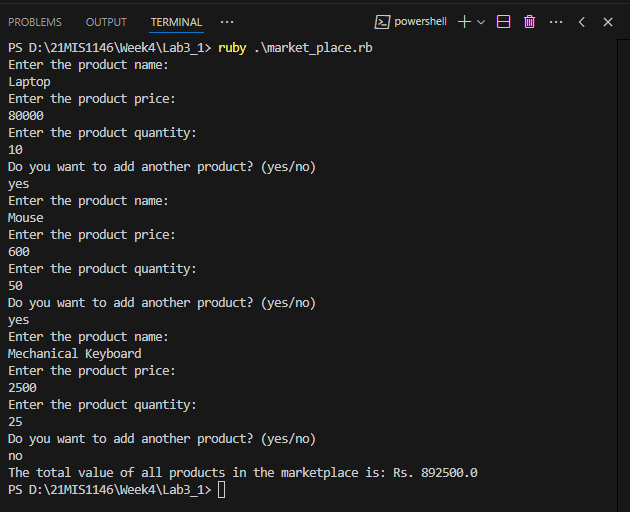 PROBLEMS OUTPUT TERMINAL ... powershell
PS D:\21MIS1146\Week4\Lab3_1> ruby .\market_place.rb
Enter the product name:
Laptop
Enter the product price:
80000
Enter the product quantity:
10
Do you want to add another product? (yes/no)
yes
Enter the product name:
Mouse
Enter the product price:
600
Enter the product quantity:
50
Do you want to add another product? (yes/no)
yes
Enter the product name:
Mechanical Keyboard
Enter the product price:
2500
Enter the product quantity:
25
Do you want to add another product? (yes/no)
no
The total value of all products in the marketplace is: Rs. 892500.0
PS D:\21MIS1146\Week4\Lab3_1>